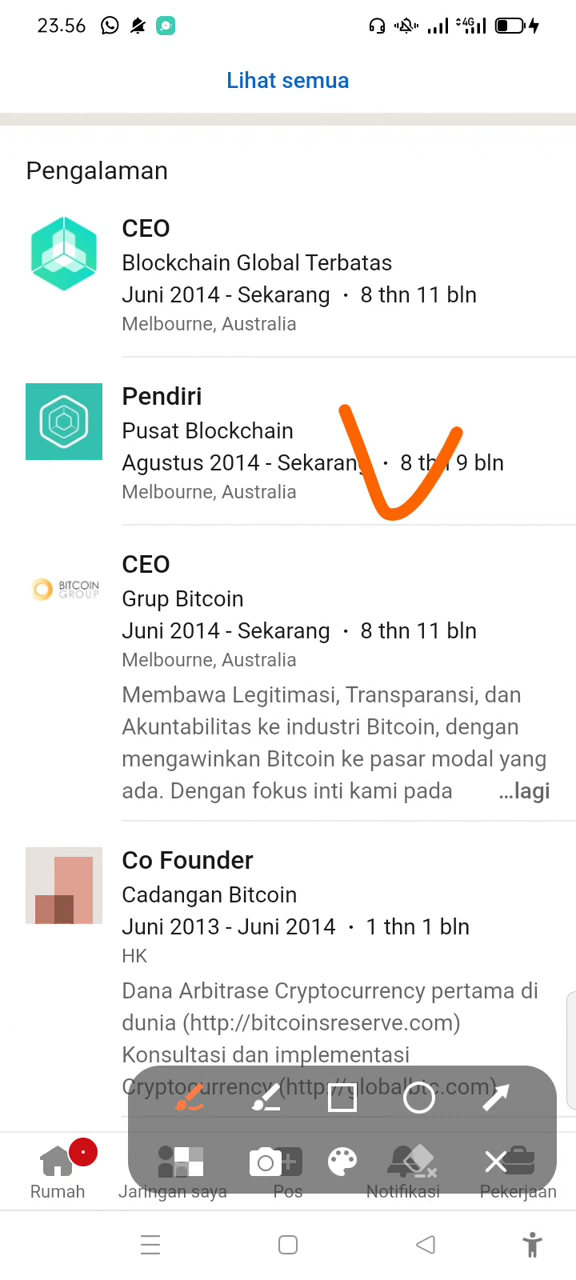 23.56
4G
Lihat semua
Pengalaman
CEO
Blockchain Global Terbatas
Juni 2014 - Sekarang · 8 thn 11 bln
Melbourne, Australia
Pendiri
Pusat Blockchain
Agustus 2014 - Sekarang · 8 thn 9 bln
Melbourne, Australia
BITCOIN
GROUP
CEO
Grup Bitcoin
Juni 2014 - Sekarang · 8 thn 11 bln
Melbourne, Australia
Membawa Legitimasi, Transparansi, dan
Akuntabilitas ke industri Bitcoin, dengan
mengawinkan Bitcoin ke pasar modal yang
ada. Dengan fokus inti kami pada ...lagi
Co Founder
Cadangan Bitcoin
Juni 2013 - Juni 2014 · 1 thn 1 bln
HK
Dana Arbitrase Cryptocurrency pertama di
dunia (http://bitcoinsreserve.com)
Konsultasi dan implementasi
Cryptocurrency (http://globalbtc.com)
Rumah
Jaringan saya
Pos
Notifikasi
Pekerjaan